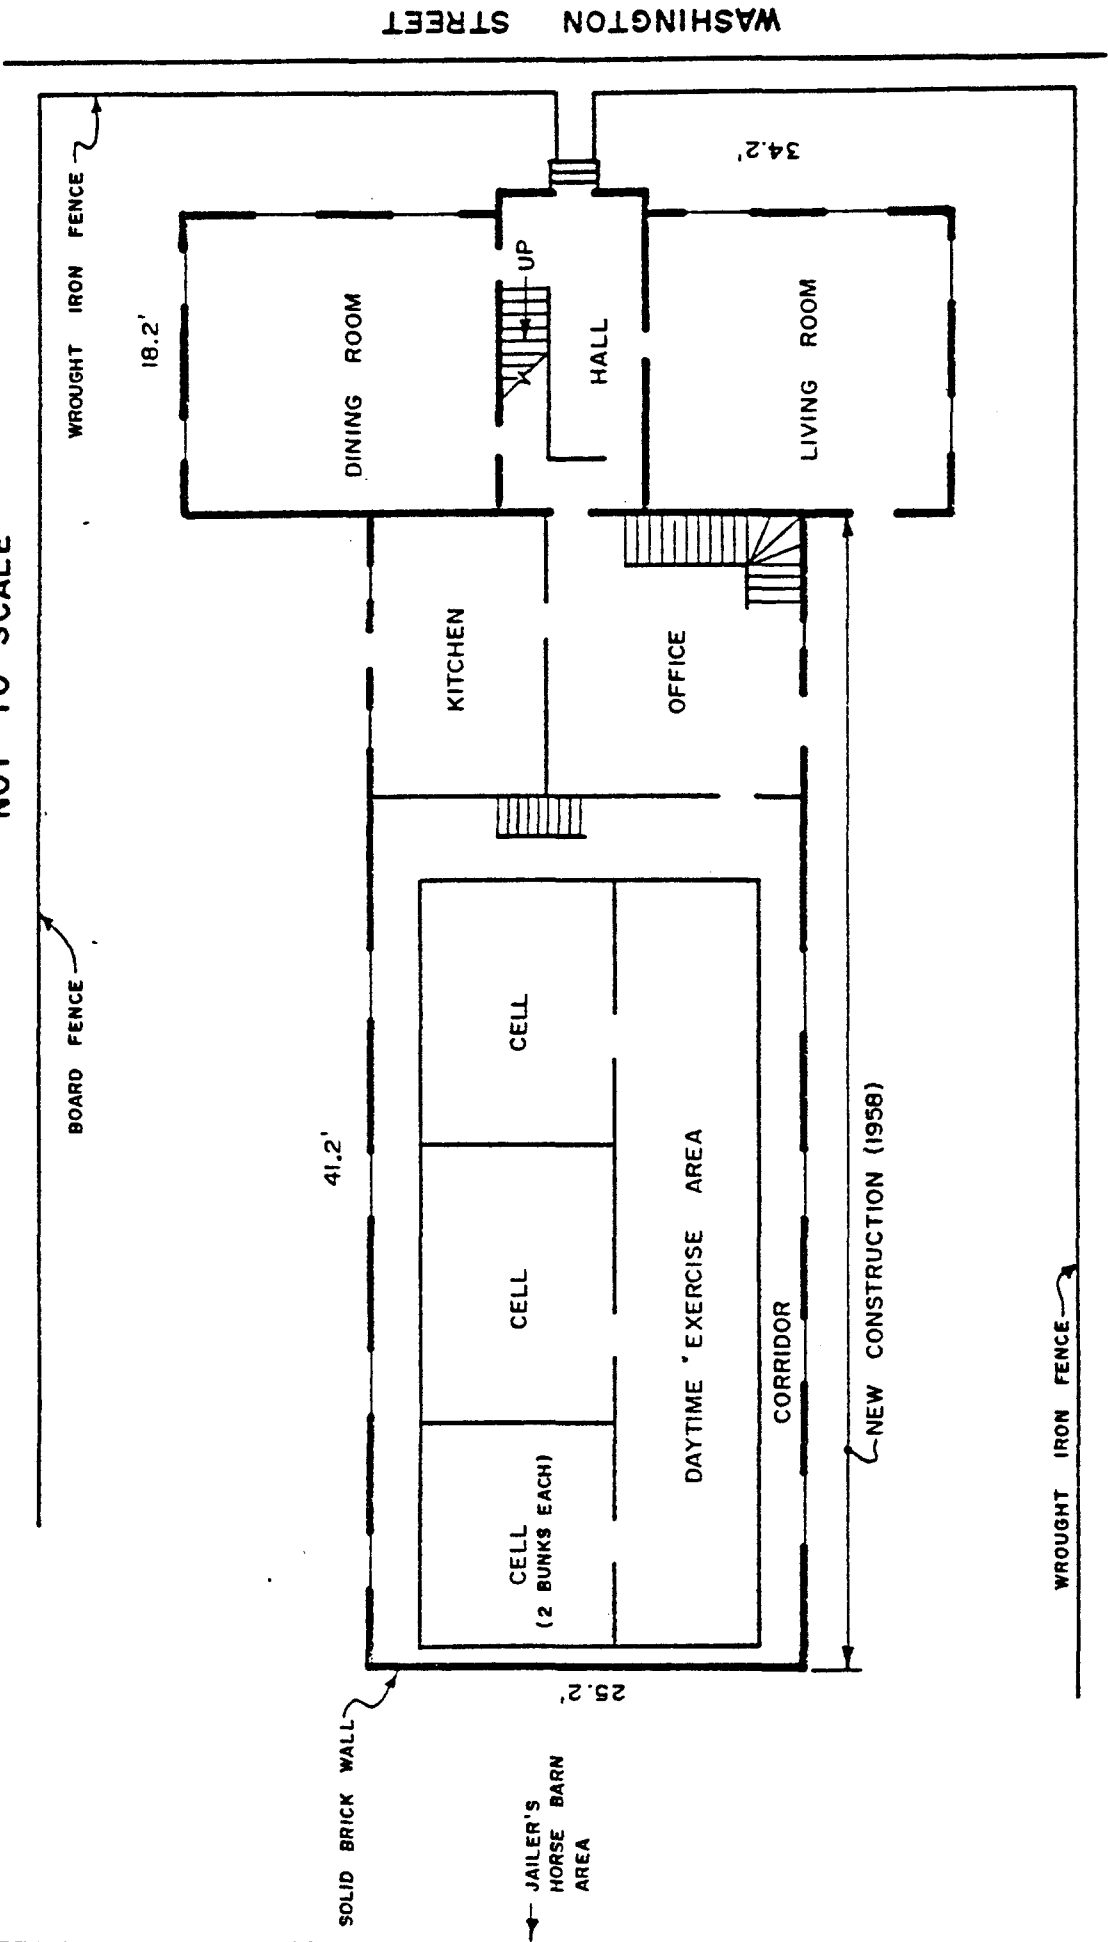 WASHINGTON STREET
NOT TO SCALE
WROUGHT IRON FENCE
BOARD FENCE
18.2'
34.2'
DINING ROOM
UP
HALL
LIVING ROOM
KITCHEN
OFFICE
41.2'
CELL
CELL
CELL
(2 BUNKS EACH)
DAYTIME EXERCISE AREA
CORRIDOR
NEW CONSTRUCTION (1958)
WROUGHT IRON FENCE
25.2'
SOLID BRICK WALL
JAILER'S
HORSE BARN
AREA